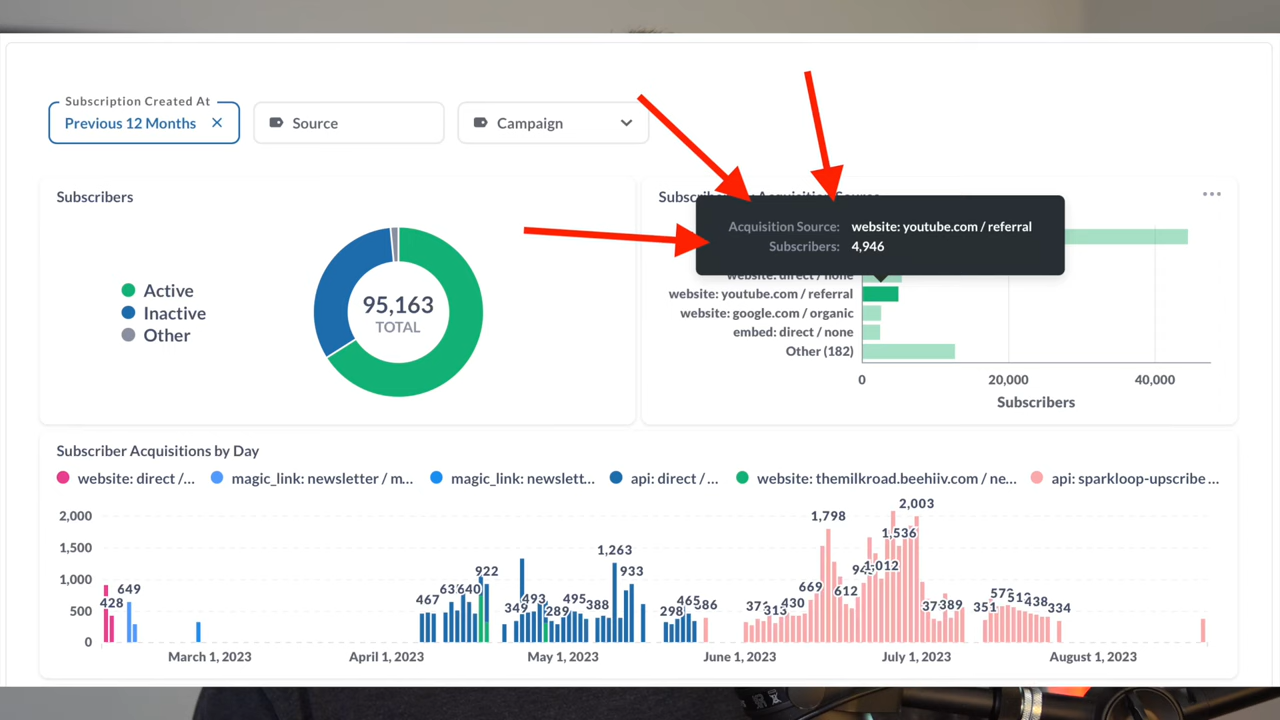 Subscription Created At
Previous 12 Months
Source
Campaign
Subscribers
Acquisition Source: website: youtube.com / referral
Subscribers: 4,946
website: direct / none
website: youtube.com / referral
website: google.com / organic
embed: direct / none
Other (182)
0 20,000 40,000
Subscribers
Active
Inactive
Other
95,163
TOTAL
Subscriber Acquisitions by Day
website: direct /... magic_link: newsletter / m... magic_link: newslett... api: direct / ... website: themilkroad.beehiiv.com / ne... api: sparkloop-upscribe ...
2,000
1,500
1,000
500
0
428 649 467 640 922 349 493 289 495 388 1,263 933 298 465 586 430 669 1,798 612 1,012 1,536 2,003 389 351 438 334
March 1, 2023 April 1, 2023 May 1, 2023 June 1, 2023 July 1, 2023 August 1, 2023